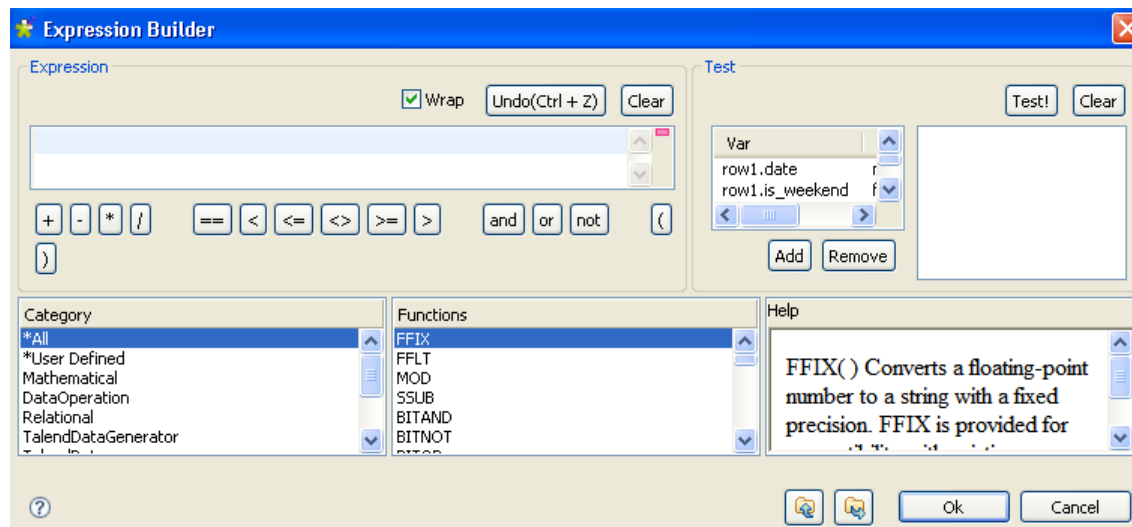 Expression Builder
Expression
Wrap Undo(Ctrl + Z) Clear
+ - * / == < <= <> >= > and or not (
)
Test
Test! Clear
Var
row1.date
row1.is_weekend
Add Remove
Category
*All
*User Defined
Mathematical
DataOperation
Relational
TalendDataGenerator
Functions
FFIX
FFLT
MOD
SSUB
BITAND
BITNOT
Help
FFIX( ) Converts a floating-point
number to a string with a fixed
precision. FFIX is provided for
? Ok Cancel